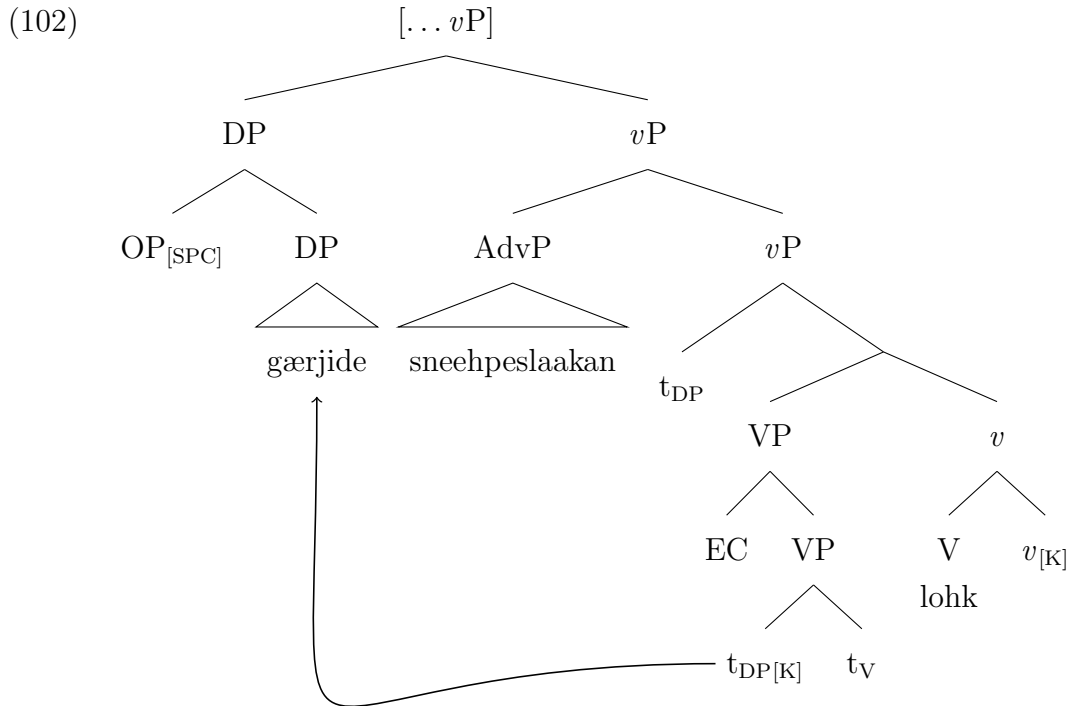 (102) [. . . vP]
DP vP
OP[SPC] DP AdvP vP
gærjide sneehpeslaakan
tDP
VP v
EC VP V v[K]
lohk
tDP[K] tV